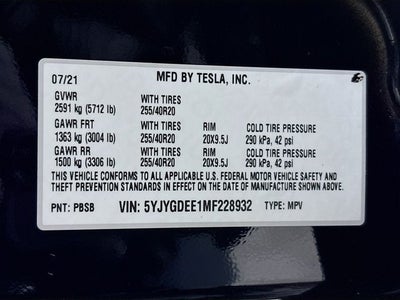 07/21 MFD BY TESLA, INC.
GVWR WITH TIRES
2591 kg (5712 lb) 255/40R20
GAWR FRT WITH TIRES RIM COLD TIRE PRESSURE
1363 kg (3004 lb) 255/40R20 20X9.5J 290 kPa, 42 psi
GAWR RR WITH TIRES RIM COLD TIRE PRESSURE
1500 kg (3306 lb) 255/40R20 20X9.5J 290 kPa, 42 psi
THIS VEHICLE CONFORMS TO ALL APPLICABLE U.S. FEDERAL MOTOR VEHICLE SAFETY AND
THEFT PREVENTION STANDARDS IN EFFECT ON THE DATE OF MANUFACTURE SHOWN ABOVE.
PNT: PBSB VIN: 5YJYGDEE1MF228932 TYPE: MPV